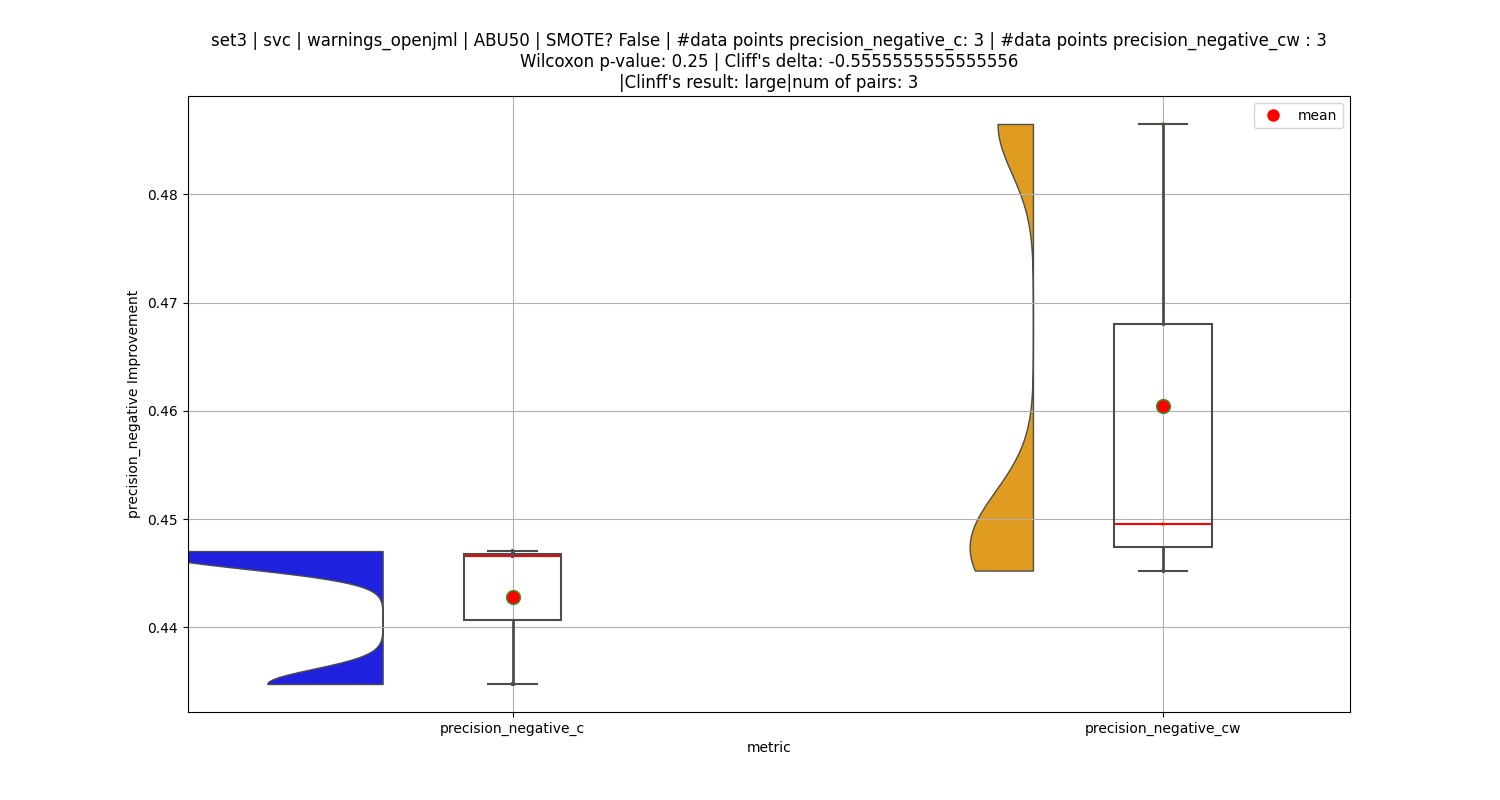 set3 | svc | warnings_openjml | ABU50 | SMOTE? False | #data points precision_negative_c: 3 | #data points precision_negative_cw : 3
Wilcoxon p-value: 0.25 | Cliff's delta: -0.5555555555555556
|Clinff's result: large|num of pairs: 3
mean
0.48
0.47
0.46
0.45
0.44
precision_negative Improvement
precision_negative_c
precision_negative_cw
metric